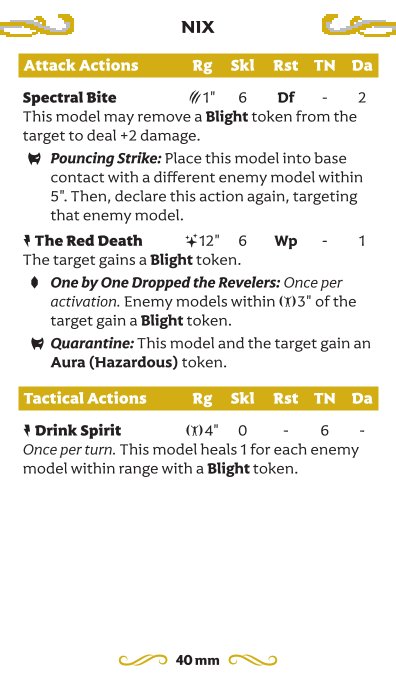 NIX
Attack Actions Rg Skl Rst TN Da
Spectral Bite 1" 6 Df - 2
This model may remove a Blight token from the
target to deal +2 damage.
Pouncing Strike: Place this model into base
contact with a different enemy model within
5". Then, declare this action again, targeting
that enemy model.
The Red Death 12" 6 Wp - 1
The target gains a Blight token.
One by One Dropped the Revelers: Once per
activation. Enemy models within 3" of the
target gain a Blight token.
Quarantine: This model and the target gain an
Aura (Hazardous) token.
Tactical Actions Rg Skl Rst TN Da
Drink Spirit 4" 0 - 6 -
Once per turn. This model heals 1 for each enemy
model within range with a Blight token.
40 mm